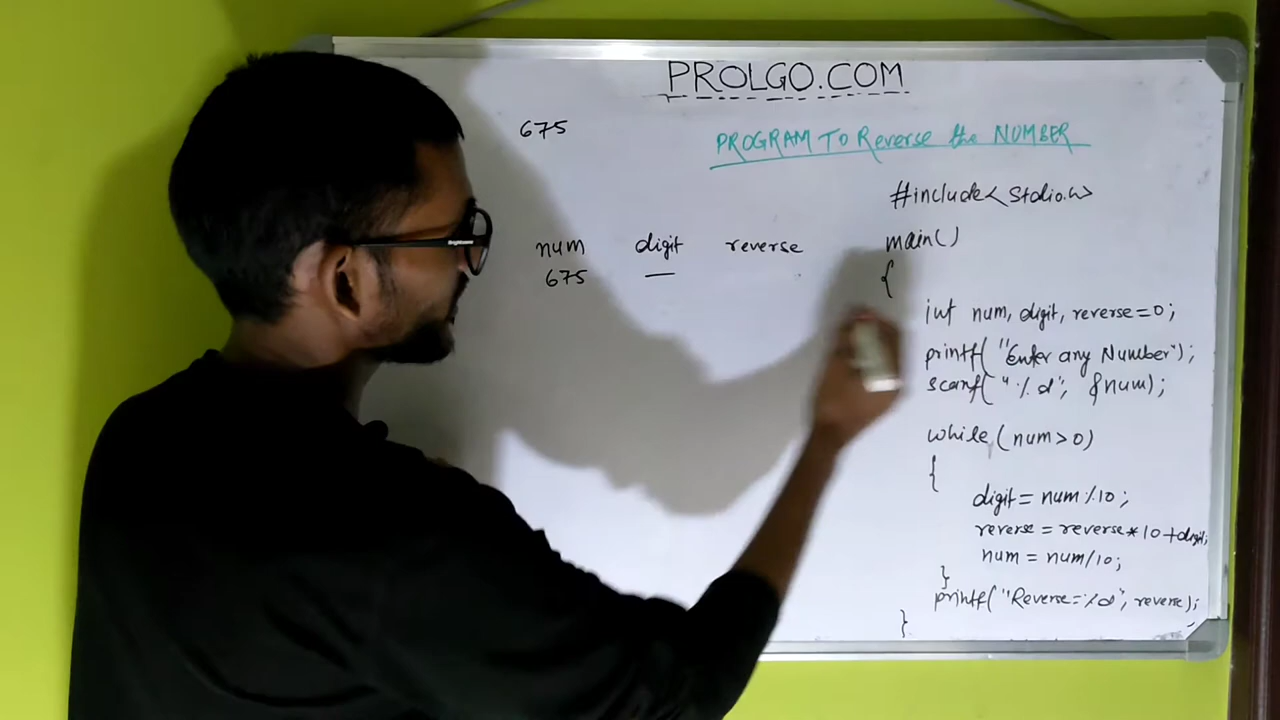 PROLGO.COM
675
PROGRAM TO Reverse the NUMBER
#include<stdio.h>
num digit reverse
675 —
main()
{
int num, digit, reverse=0;
printf("Enter any Number");
scanf("%d", &num);
while(num>0)
{
digit = num%10;
reverse = reverse*10+digit;
num = num/10;
}
printf("Reverse=%d", reverse);
}